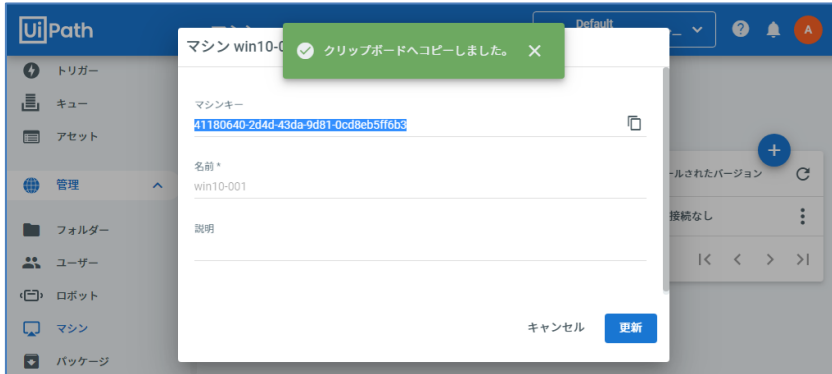 UiPath
Default
A
マシン win10-0
クリップボードへコピーしました。
トリガー
キュー
アセット
管理
フォルダー
ユーザー
ロボット
マシン
パッケージ
マシンキー
41180640-2d4d-43da-9d81-0cd8eb5ff6b3
名前 *
win10-001
説明
キャンセル
更新
ールされたバージョン
接続なし